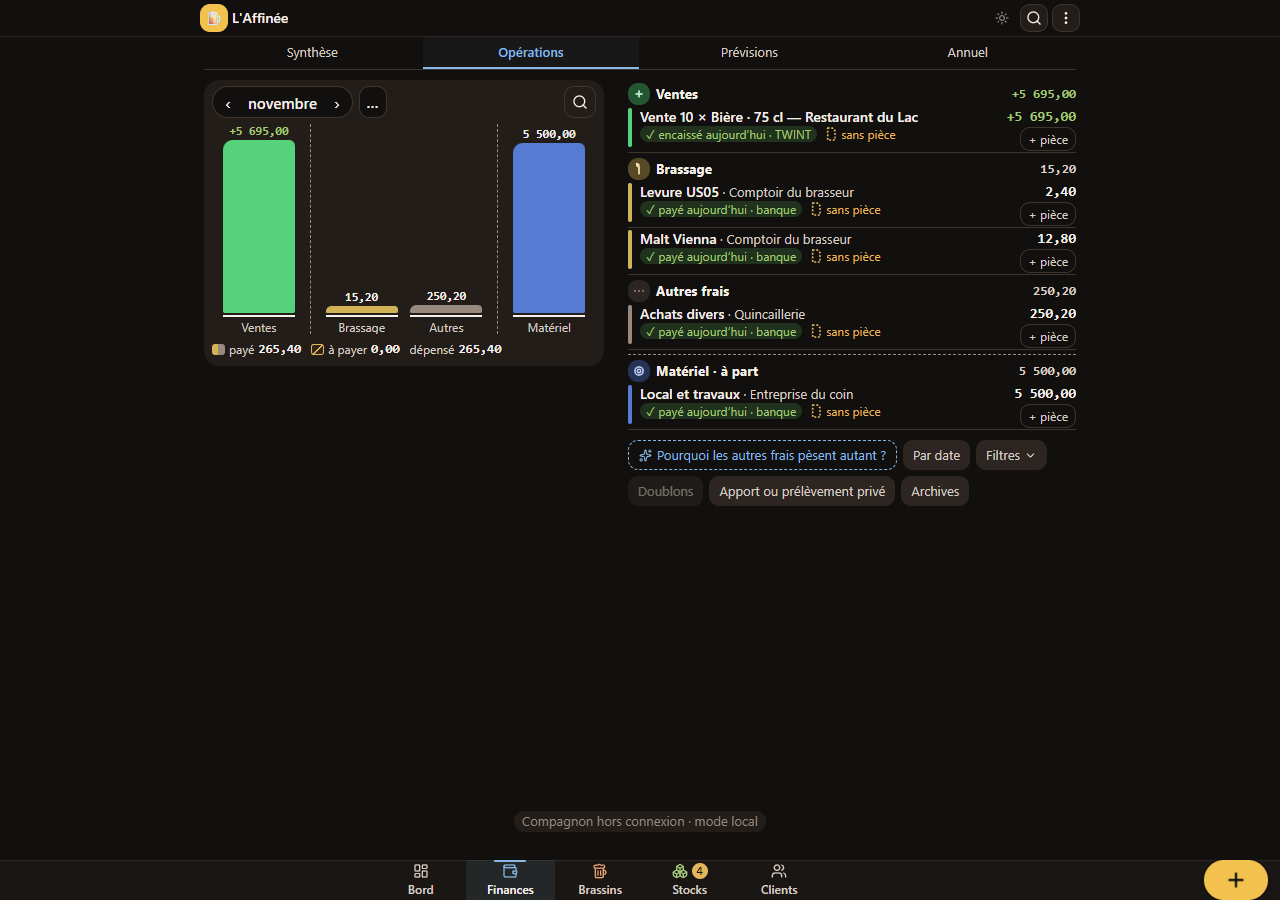 L'Affinée
Synthèse
Opérations
Prévisions
Annuel
‹ novembre › ...
+5 695,00
5 500,00
15,20
250,20
Ventes
Brassage
Autres
Matériel
payé 265,40 à payer 0,00 dépensé 265,40
+ Ventes +5 695,00
Vente 10 × Bière · 75 cl — Restaurant du Lac +5 695,00
✓ encaissé aujourd'hui · TWINT sans pièce + pièce
Brassage 15,20
Levure US05 · Comptoir du brasseur 2,40
✓ payé aujourd'hui · banque sans pièce + pièce
Malt Vienna · Comptoir du brasseur 12,80
✓ payé aujourd'hui · banque sans pièce + pièce
Autres frais 250,20
Achats divers · Quincaillerie 250,20
✓ payé aujourd'hui · banque sans pièce + pièce
Matériel · à part 5 500,00
Local et travaux · Entreprise du coin 5 500,00
✓ payé aujourd'hui · banque sans pièce + pièce
Pourquoi les autres frais pèsent autant ? Par date Filtres
Doublons Apport ou prélèvement privé Archives
Compagnon hors connexion · mode local
Bord
Finances
Brassins
Stocks 4
Clients
+